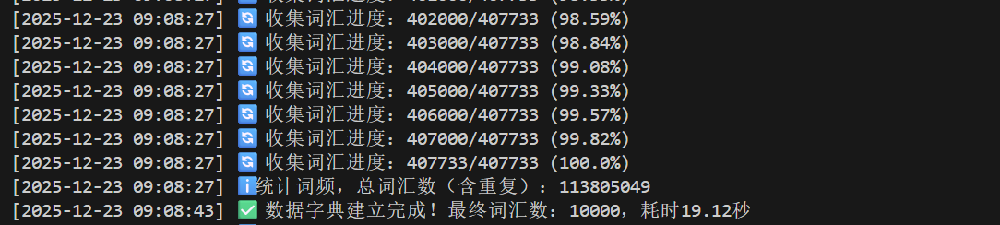 [2025-12-23 09:08:27] 🔄 收集词汇进度：402000/407733 (98.59%)
[2025-12-23 09:08:27] 🔄 收集词汇进度：403000/407733 (98.84%)
[2025-12-23 09:08:27] 🔄 收集词汇进度：404000/407733 (99.08%)
[2025-12-23 09:08:27] 🔄 收集词汇进度：405000/407733 (99.33%)
[2025-12-23 09:08:27] 🔄 收集词汇进度：406000/407733 (99.57%)
[2025-12-23 09:08:27] 🔄 收集词汇进度：407000/407733 (99.82%)
[2025-12-23 09:08:27] 🔄 收集词汇进度：407733/407733 (100.0%)
[2025-12-23 09:08:27] ℹ️统计词频，总词汇数（含重复）：113805049
[2025-12-23 09:08:43] ✅ 数据字典建立完成！最终词汇数：10000，耗时19.12秒